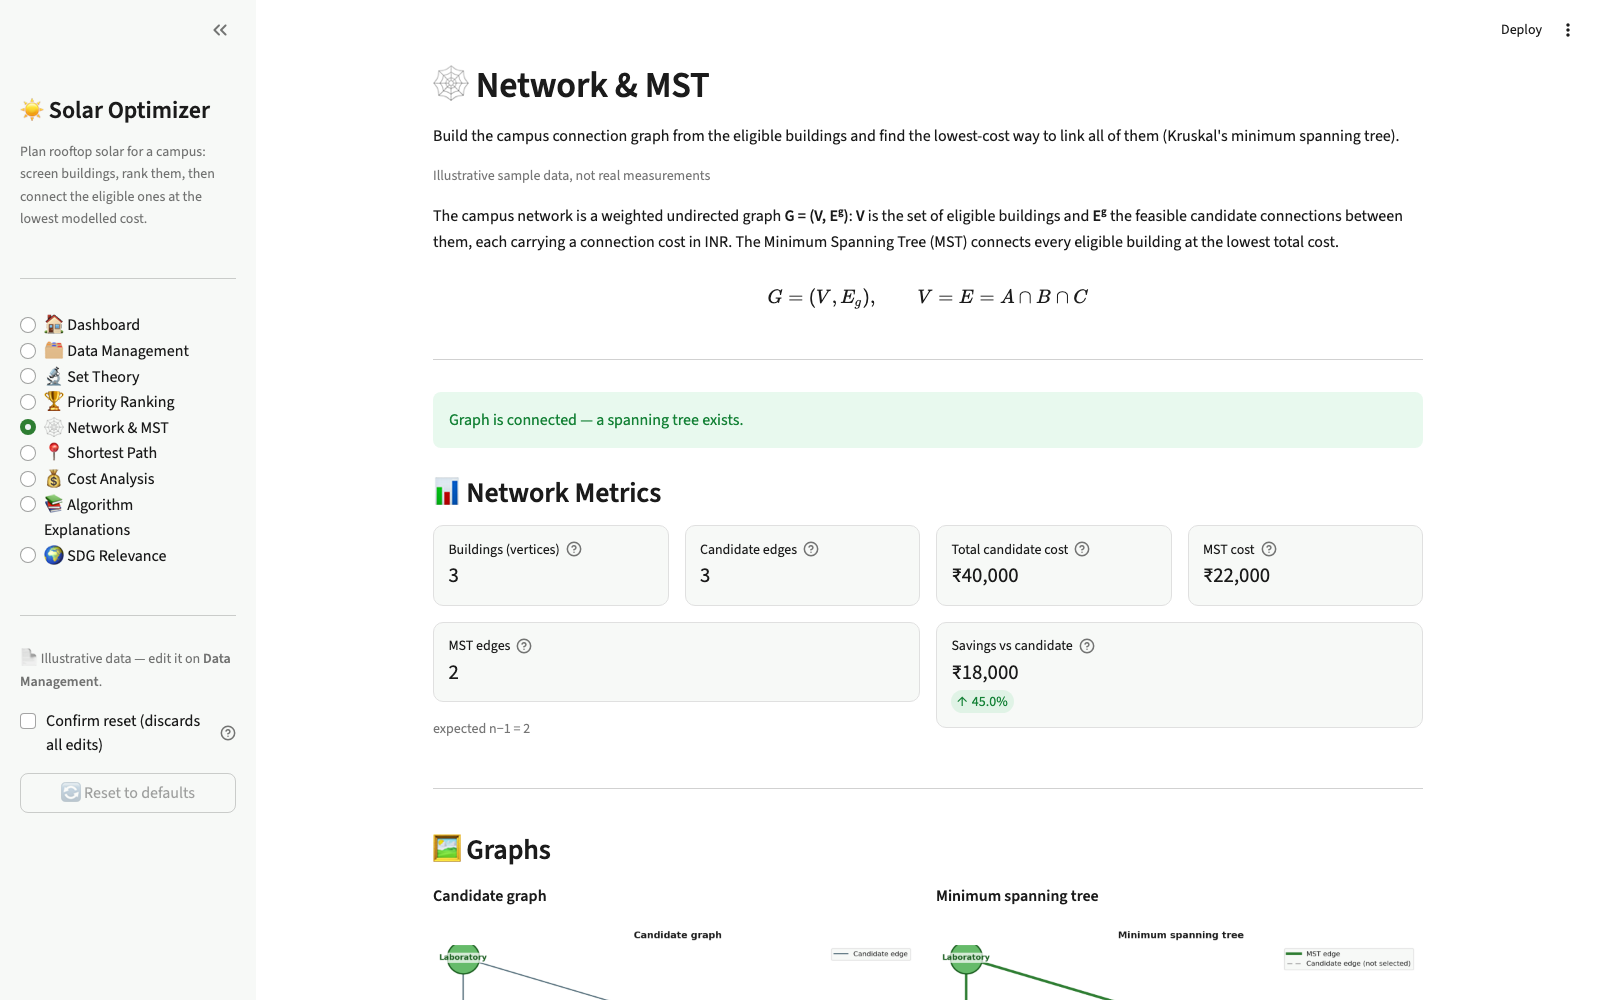 Deploy
Solar Optimizer
Plan rooftop solar for a campus:
screen buildings, rank them, then
connect the eligible ones at the
lowest modelled cost.
Dashboard
Data Management
Set Theory
Priority Ranking
Network & MST
Shortest Path
Cost Analysis
Algorithm
Explanations
SDG Relevance
Illustrative data — edit it on Data
Management.
Confirm reset (discards
all edits)
Reset to defaults
Network & MST
Build the campus connection graph from the eligible buildings and find the lowest-cost way to link all of them (Kruskal's minimum spanning tree).
Illustrative sample data, not real measurements
The campus network is a weighted undirected graph G = (V, Eᵍ): V is the set of eligible buildings and Eᵍ the feasible candidate connections between
them, each carrying a connection cost in INR. The Minimum Spanning Tree (MST) connects every eligible building at the lowest total cost.
G = (V, E_g), V = E = A ∩ B ∩ C
Graph is connected — a spanning tree exists.
Network Metrics
Buildings (vertices)
3
Candidate edges
3
Total candidate cost
₹40,000
MST cost
₹22,000
MST edges
2
expected n−1 = 2
Savings vs candidate
₹18,000
↑ 45.0%
Graphs
Candidate graph
Candidate graph
Candidate edge
Laboratory
Minimum spanning tree
Minimum spanning tree
MST edge
Candidate edge (not selected)
Laboratory